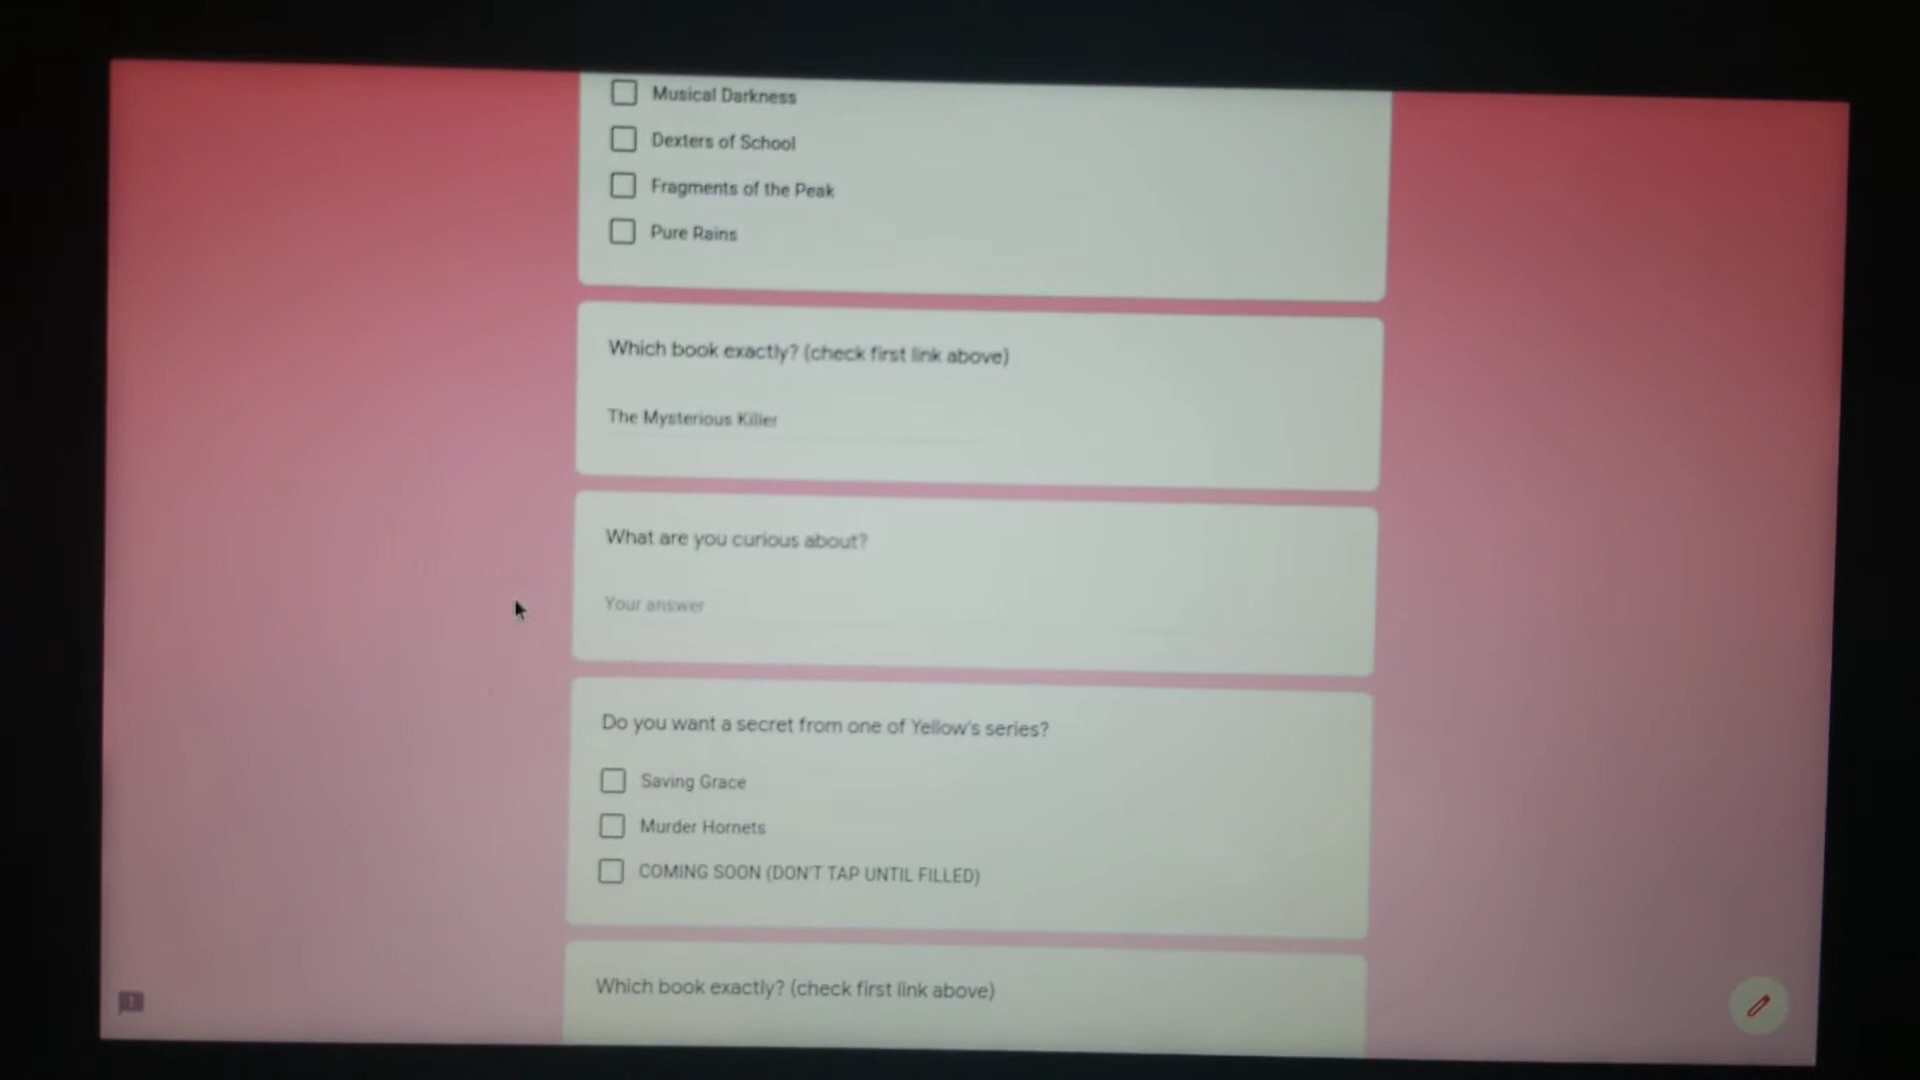 Musical Darkness
Dexters of School
Fragments of the Peak
Pure Rains
Which book exactly? (check first link above)
The Mysterious Killer
What are you curious about?
Your answer
Do you want a secret from one of Yellow's series?
Saving Grace
Murder Hornets
COMING SOON (DON'T TAP UNTIL FILLED)
Which book exactly? (check first link above)